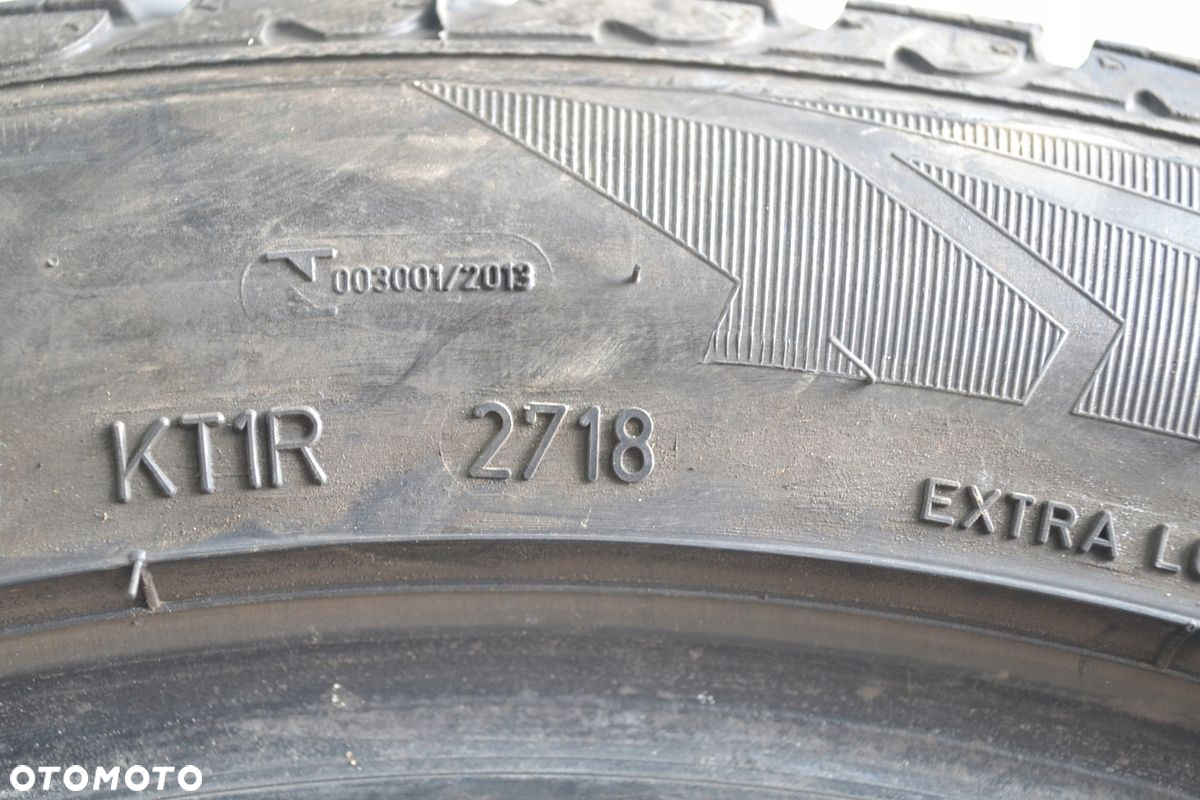 003001/2013
KT1R 2718
EXTRA
OTOMOTO